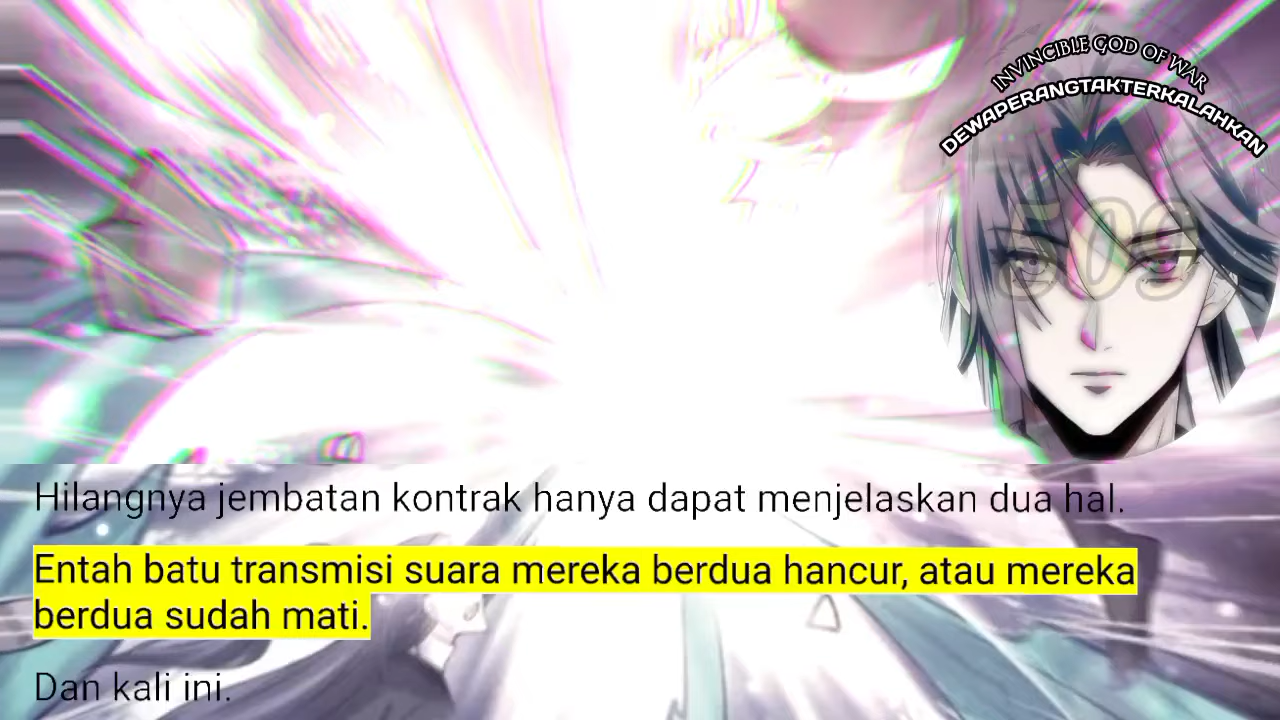 INVINCIBLE GOD OF WAR
DEWAPERANGTAKTERKALAHKAN
509
Hilangnya jembatan kontrak hanya dapat menjelaskan dua hal.
Entah batu transmisi suara mereka berdua hancur, atau mereka
berdua sudah mati.
Dan kali ini.